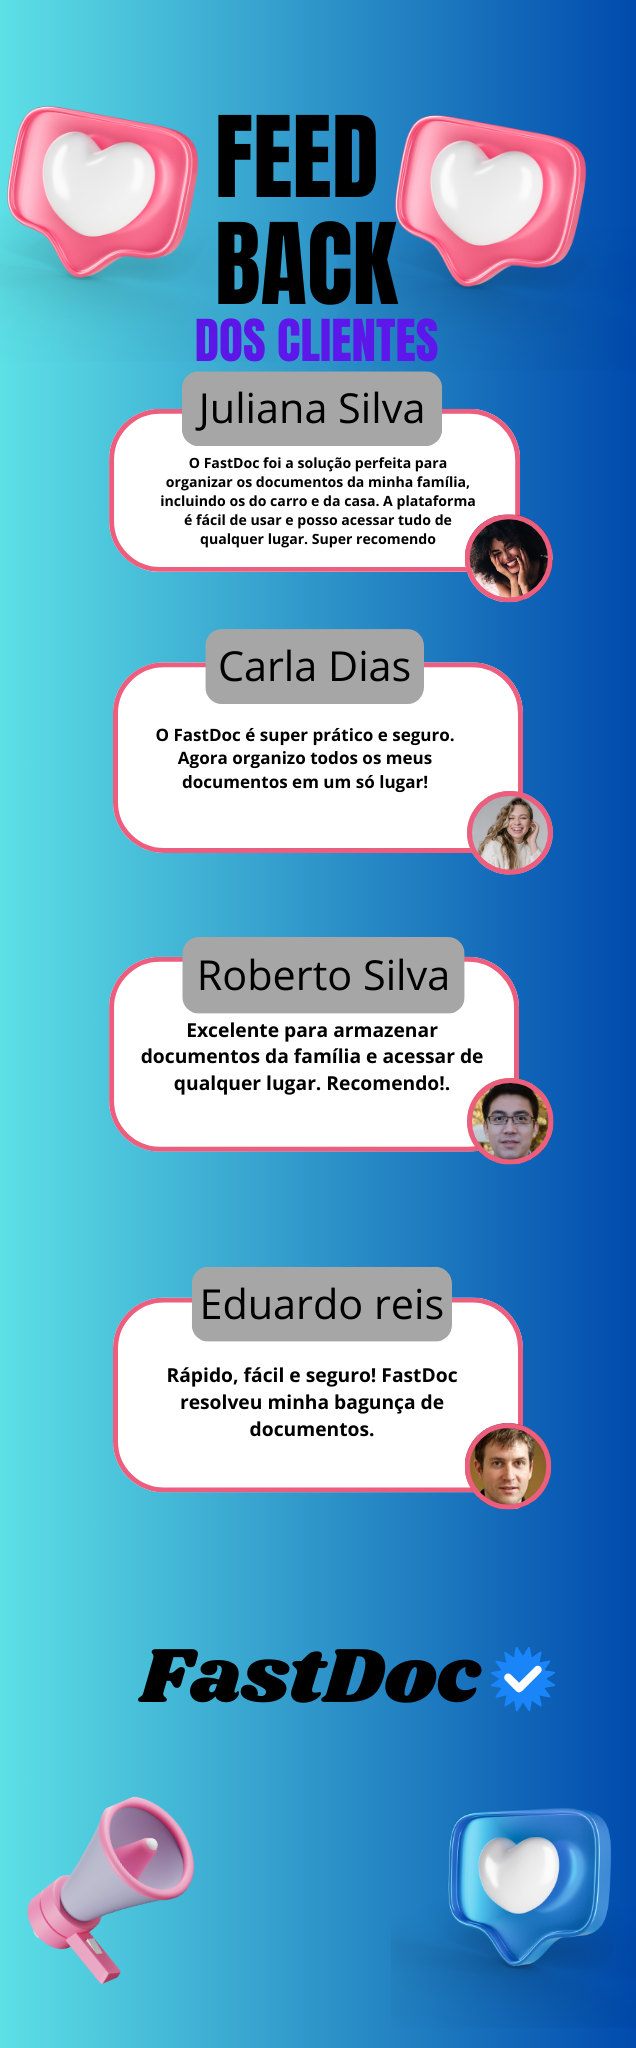 FEED
BACK
DOS CLIENTES
Juliana Silva
O FastDoc foi a solução perfeita para
organizar os documentos da minha família,
incluindo os do carro e da casa. A plataforma
é fácil de usar e posso acessar tudo de
qualquer lugar. Super recomendo
Carla Dias
O FastDoc é super prático e seguro.
Agora organizo todos os meus
documentos em um só lugar!
Roberto Silva
Excelente para armazenar
documentos da família e acessar de
qualquer lugar. Recomendo!.
Eduardo reis
Rápido, fácil e seguro! FastDoc
resolveu minha bagunça de
documentos.
FastDoc